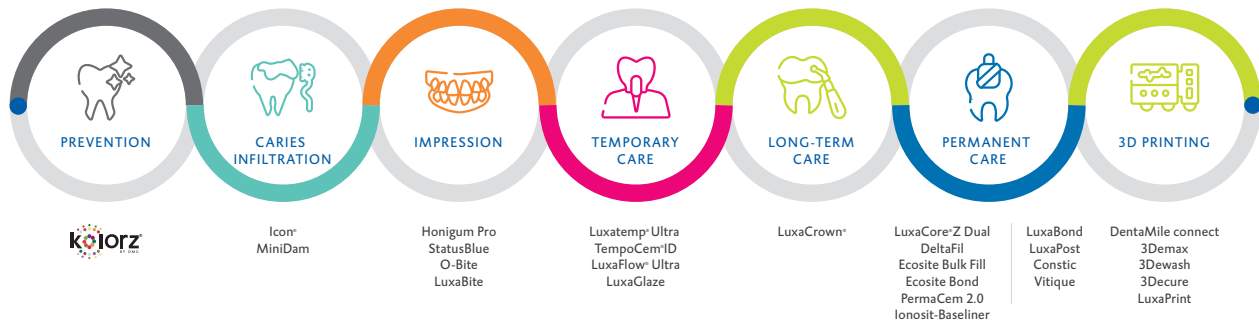 PREVENTION
CARIES
INFILTRATION
IMPRESSION
TEMPORARY
CARE
LONG-TERM
CARE
PERMANENT
CARE
3D PRINTING
kolorz®
BY DMG
Icon®
MiniDam
Honigum Pro
StatusBlue
O-Bite
LuxaBite
Luxatemp® Ultra
TempoCem®ID
LuxaFlow® Ultra
LuxaGlaze
LuxaCrown®
LuxaCore®Z Dual
DeltaFil
Ecosite Bulk Fill
Ecosite Bond
PermaCem 2.0
Ionosit-Baseliner
LuxaBond
LuxaPost
Constic
Vitique
DentaMile connect
3Demax
3Dewash
3Decure
LuxaPrint